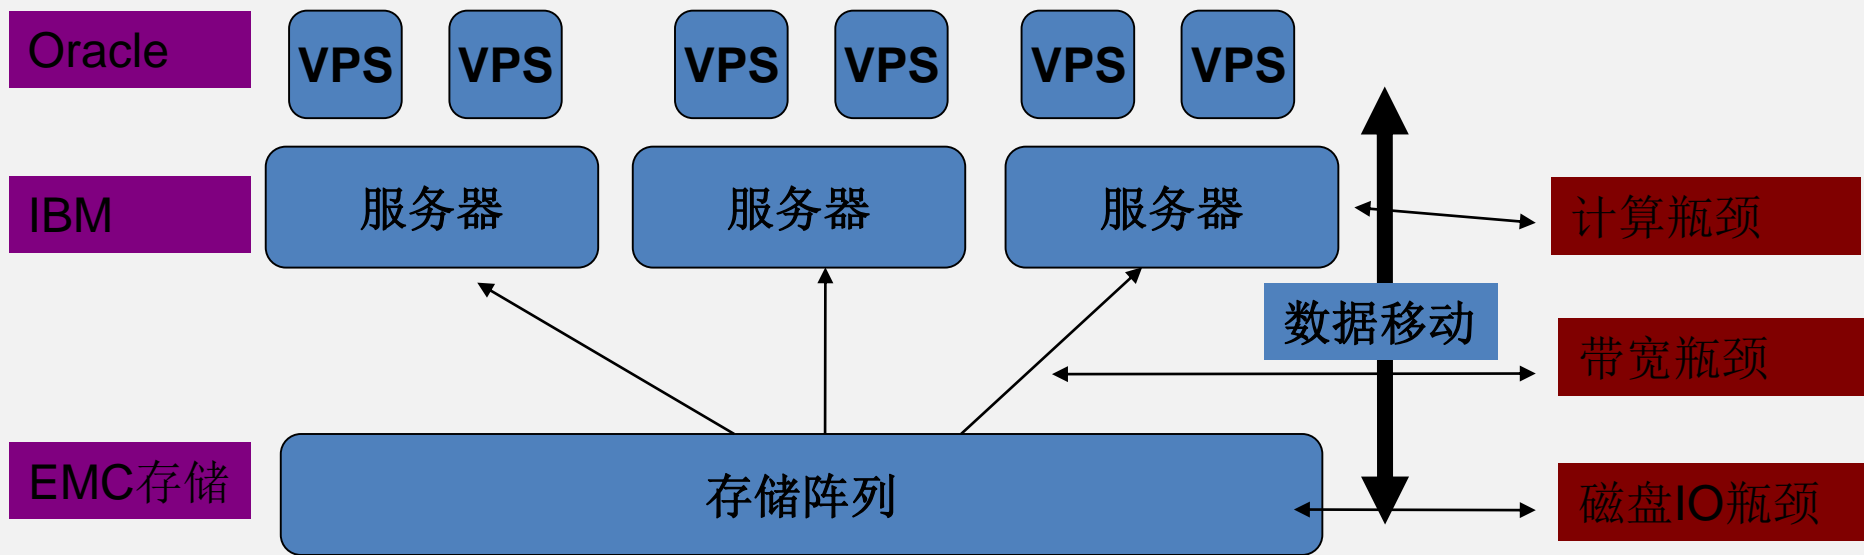 Oracle
VPS VPS VPS VPS VPS VPS
IBM
服务器 服务器 服务器
计算瓶颈
数据移动
带宽瓶颈
EMC存储
存储阵列
磁盘IO瓶颈